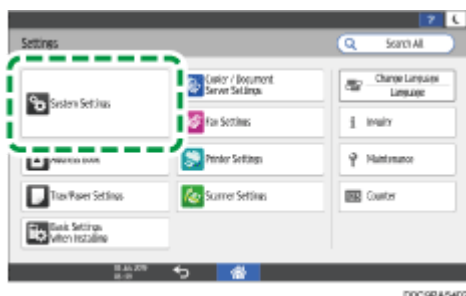 Settings
Search All
System Settings
Copier / Document
Server Settings
Change Language
Language
Fax Settings
Inquiry
Address Book
Printer Settings
Maintenance
Tray/Paper Settings
Scanner Settings
Counter
Basic Settings
When Installing